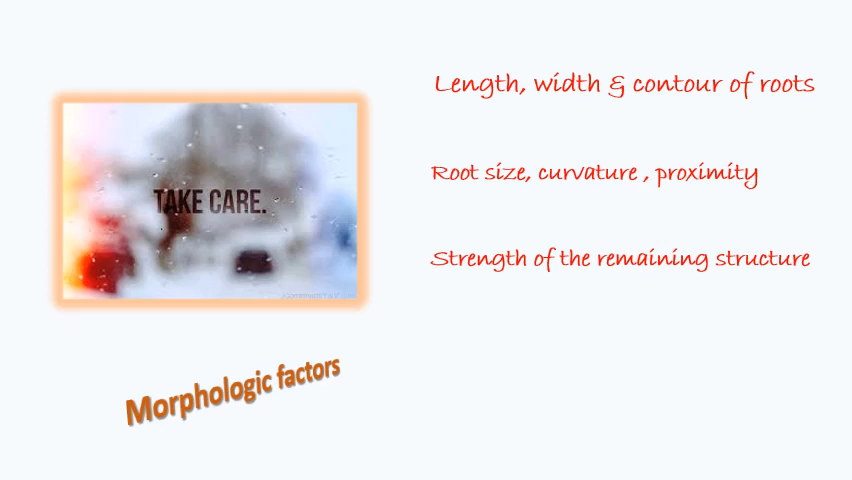 Length, width & contour of roots
Root size, curvature , proximity
TAKE CARE.
Strength of the remaining structure
Morphologic factors